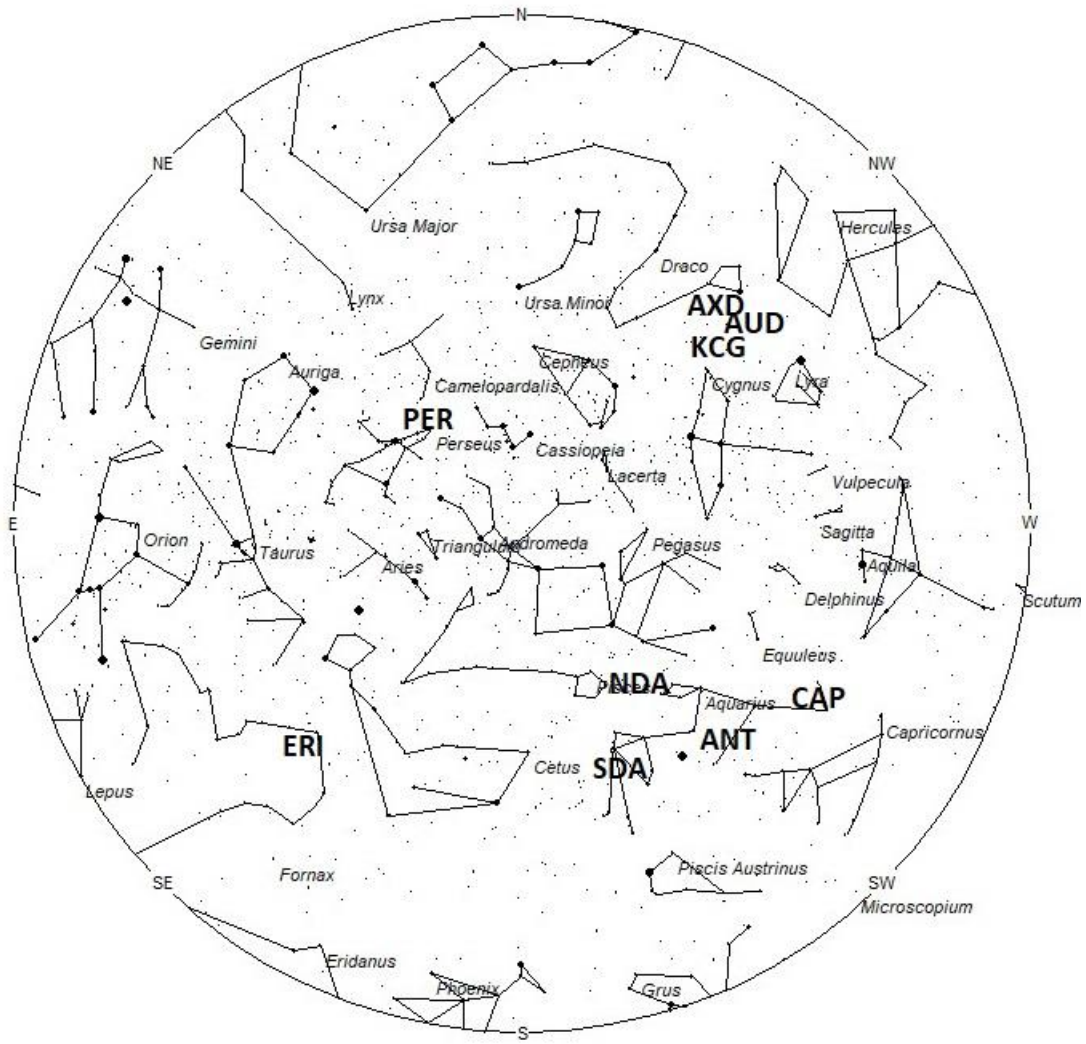 N
NE
NW
Ursa Major
Hercules
Draco
Lynx
Ursa Minor
AXD
AUD
Gemini
KCG
Cepheus
Auriga
Camelopardalis
Cygnus
Lyra
PER
Perseus
Cassiopeia
Lacerta
Vulpecula
E
W
Orion
Taurus
Triangulum
Andromeda
Pegasus
Sagitta
Aries
Aquila
Delphinus
Scutum
Equuleus
NDA
Aquarius
CAP
ERI
ANT
Capricornus
SDA
Cetus
Lepus
Fornax
Piscis Austrinus
SE
SW
Microscopium
Eridanus
Phoenix
Grus
S